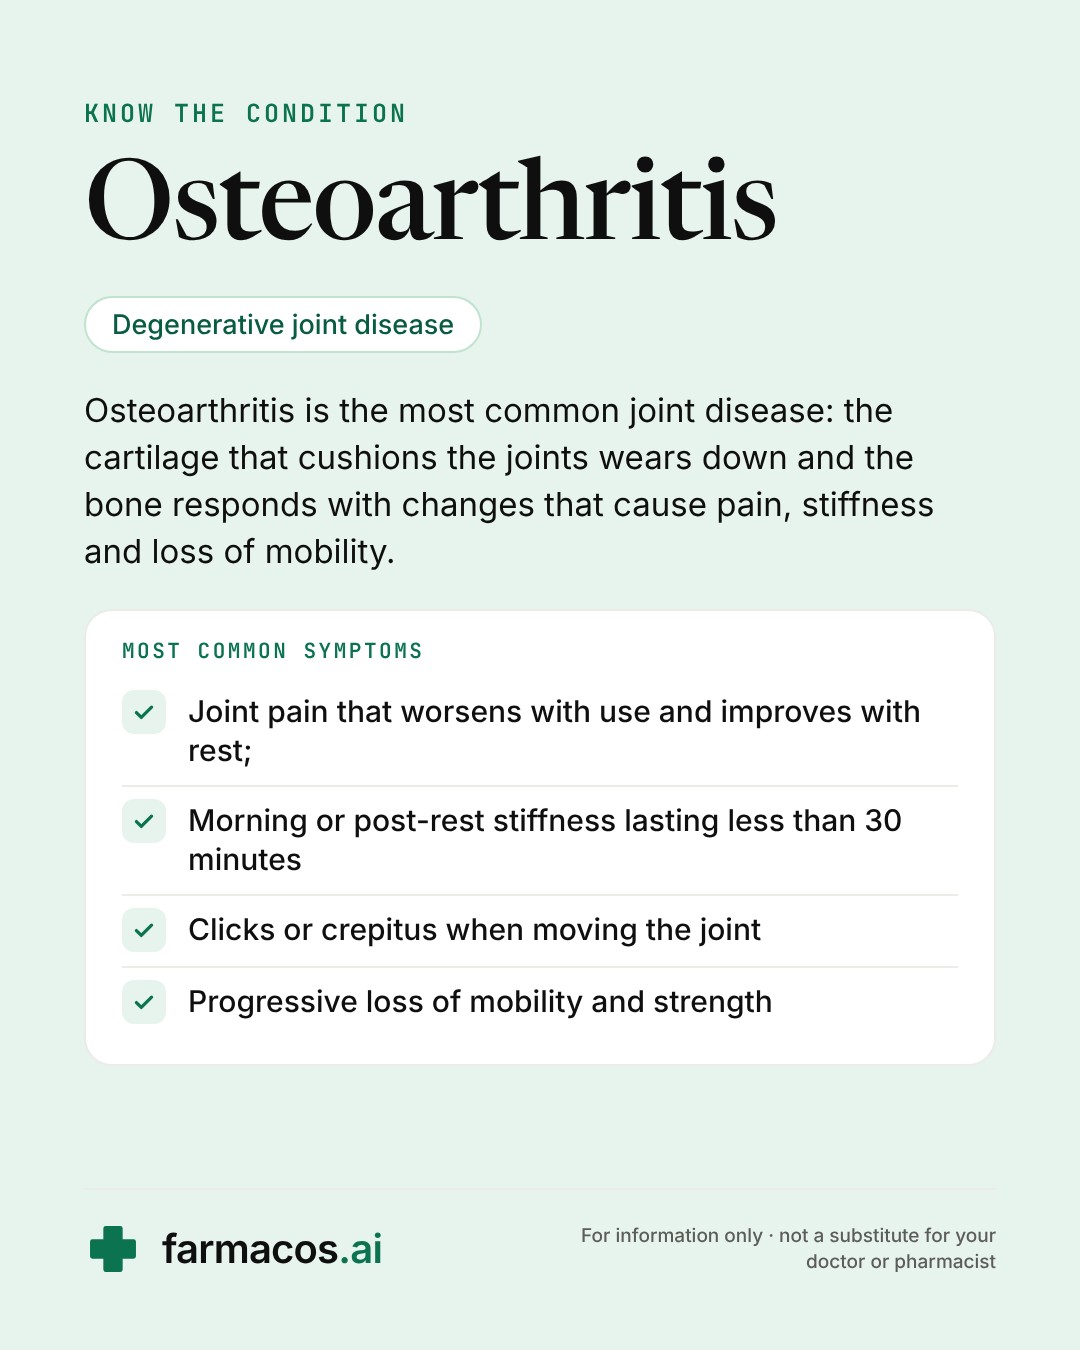 KNOW THE CONDITION
Osteoarthritis
Degenerative joint disease
Osteoarthritis is the most common joint disease: the
cartilage that cushions the joints wears down and the
bone responds with changes that cause pain, stiffness
and loss of mobility.
MOST COMMON SYMPTOMS
Joint pain that worsens with use and improves with
rest;
Morning or post-rest stiffness lasting less than 30
minutes
Clicks or crepitus when moving the joint
Progressive loss of mobility and strength
farmacos.ai
For information only · not a substitute for your
doctor or pharmacist